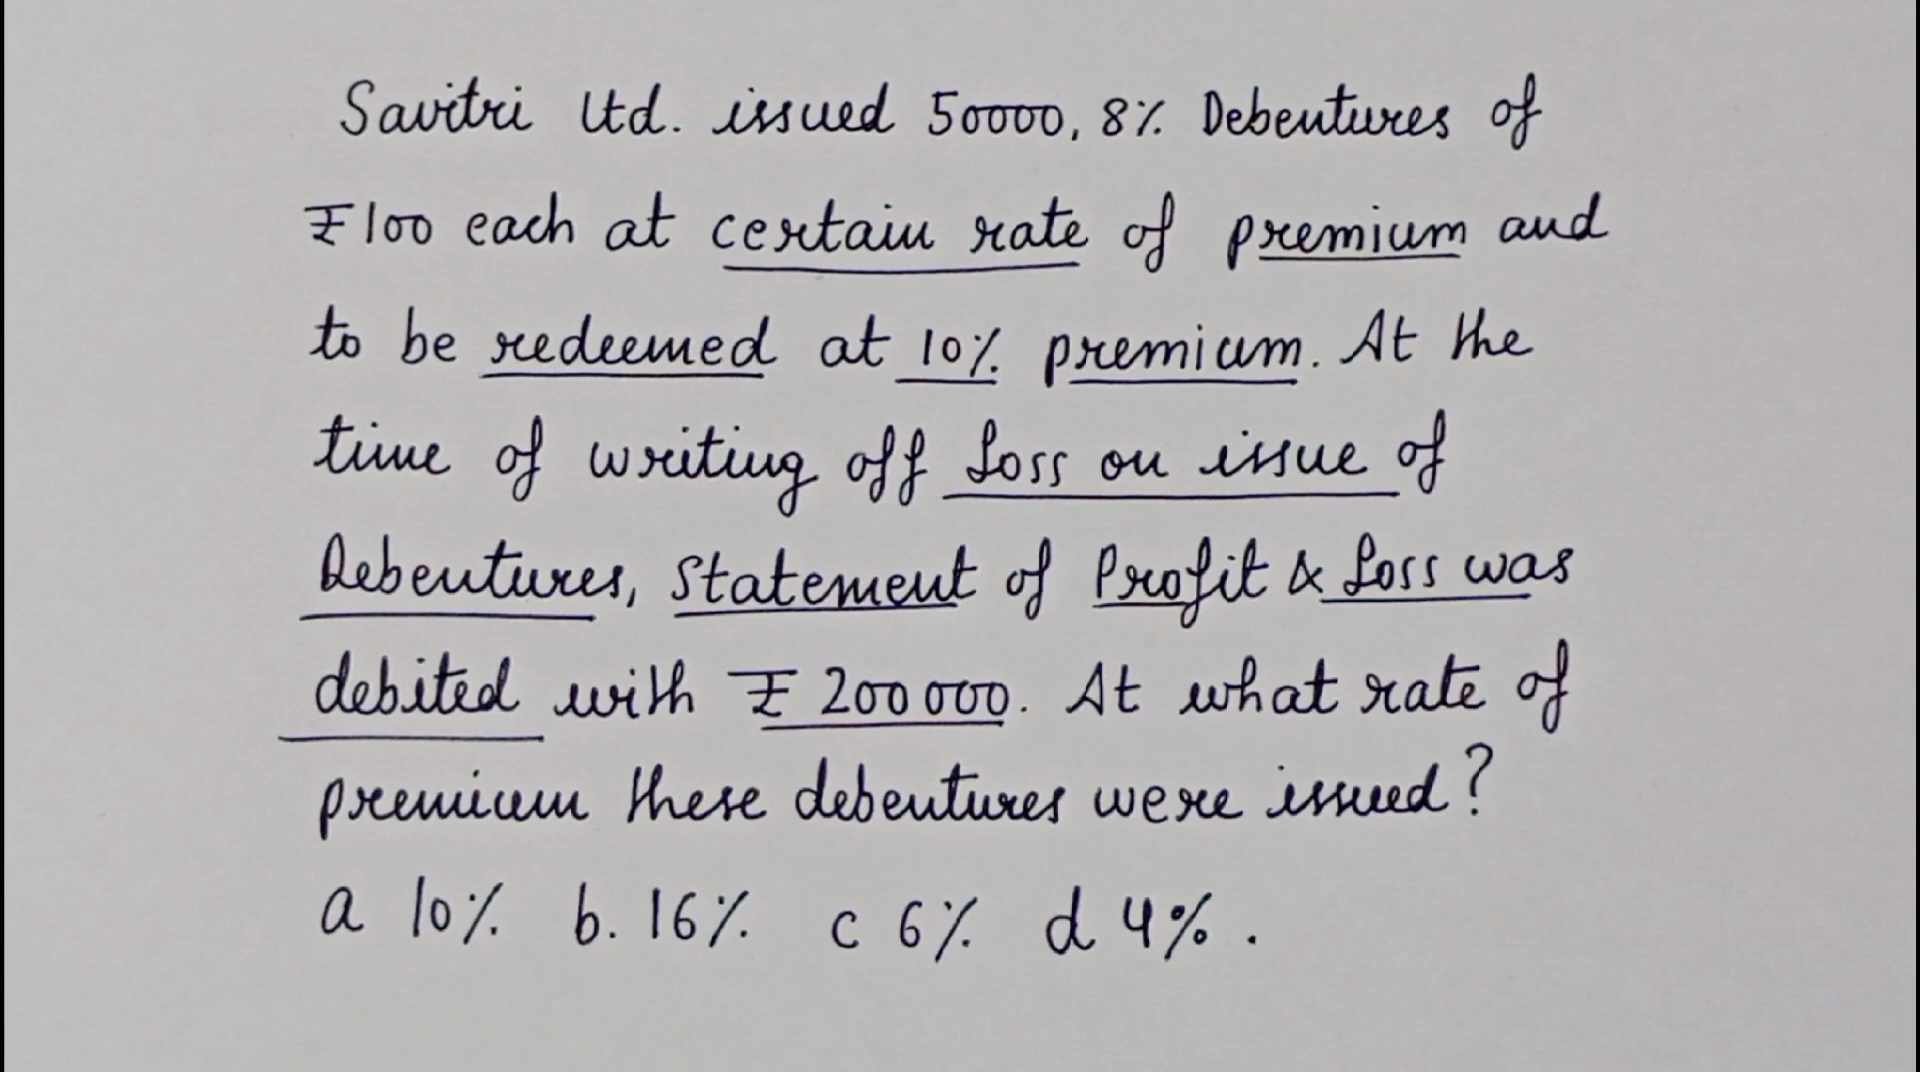 Savitri Ltd. issued 50000, 8% Debentures of
₹100 each at certain rate of premium and
to be redeemed at 10% premium. At the
time of writing off Loss on issue of
Debentures, Statement of Profit & Loss was
debited with ₹ 200000. At what rate of
premium these debentures were issued?
a 10% b. 16% c 6% d 4%.